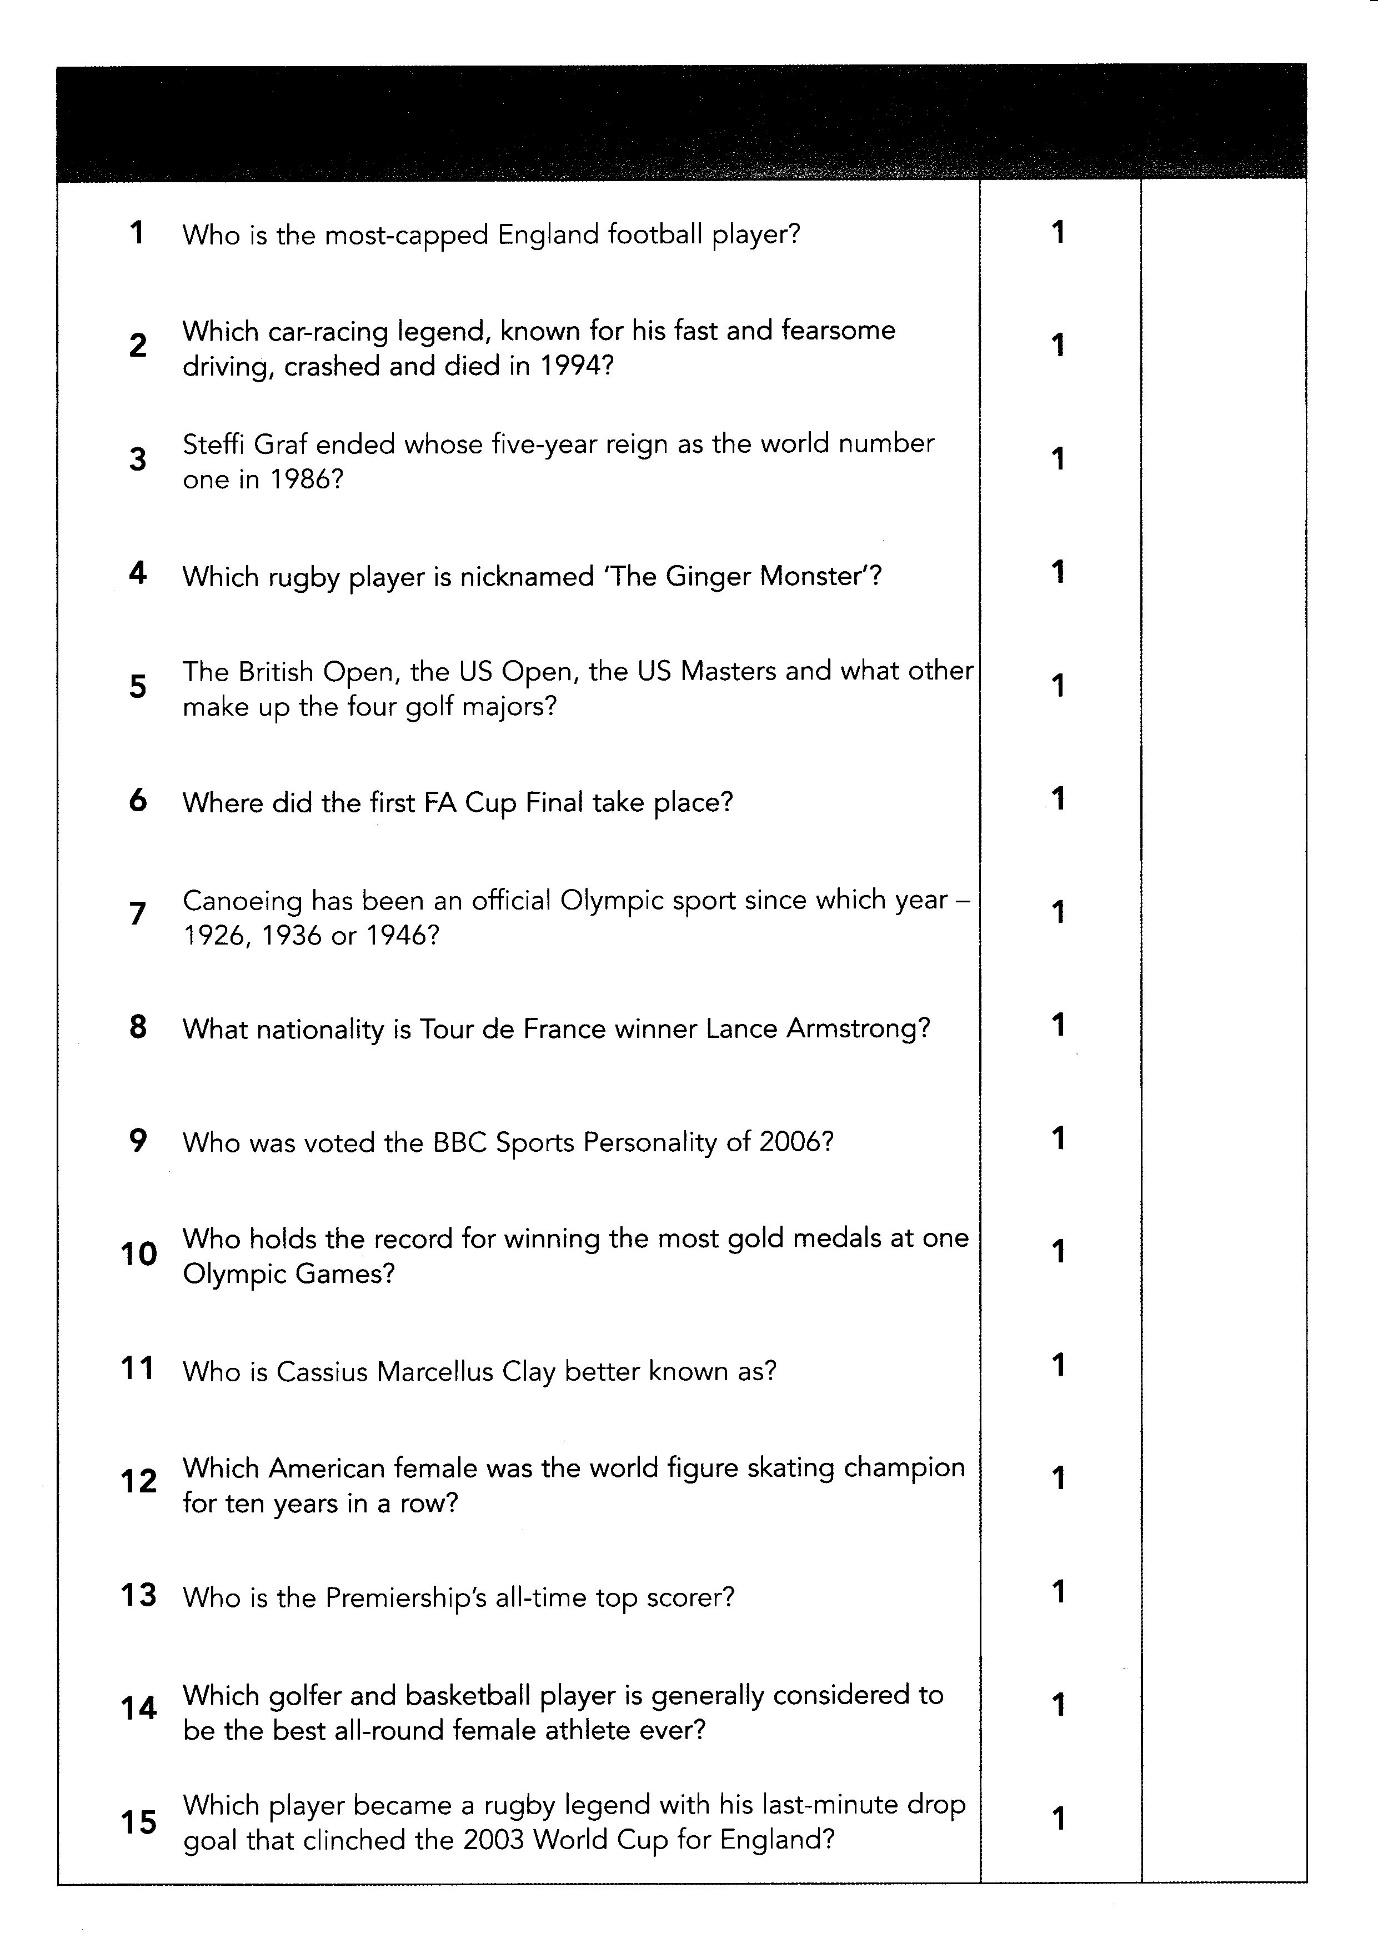 1 Who is the most-capped England football player? 1
2 Which car-racing legend, known for his fast and fearsome 1
driving, crashed and died in 1994?
3 Steffi Graf ended whose five-year reign as the world number 1
one in 1986?
4 Which rugby player is nicknamed ‘The Ginger Monster’? 1
5 The British Open, the US Open, the US Masters and what other 1
make up the four golf majors?
6 Where did the first FA Cup Final take place? 1
7 Canoeing has been an official Olympic sport since which year – 1
1926, 1936 or 1946?
8 What nationality is Tour de France winner Lance Armstrong? 1
9 Who was voted the BBC Sports Personality of 2006? 1
10 Who holds the record for winning the most gold medals at one 1
Olympic Games?
11 Who is Cassius Marcellus Clay better known as? 1
12 Which American female was the world figure skating champion 1
for ten years in a row?
13 Who is the Premiership’s all-time top scorer? 1
14 Which golfer and basketball player is generally considered to 1
be the best all-round female athlete ever?
15 Which player became a rugby legend with his last-minute drop 1
goal that clinched the 2003 World Cup for England?